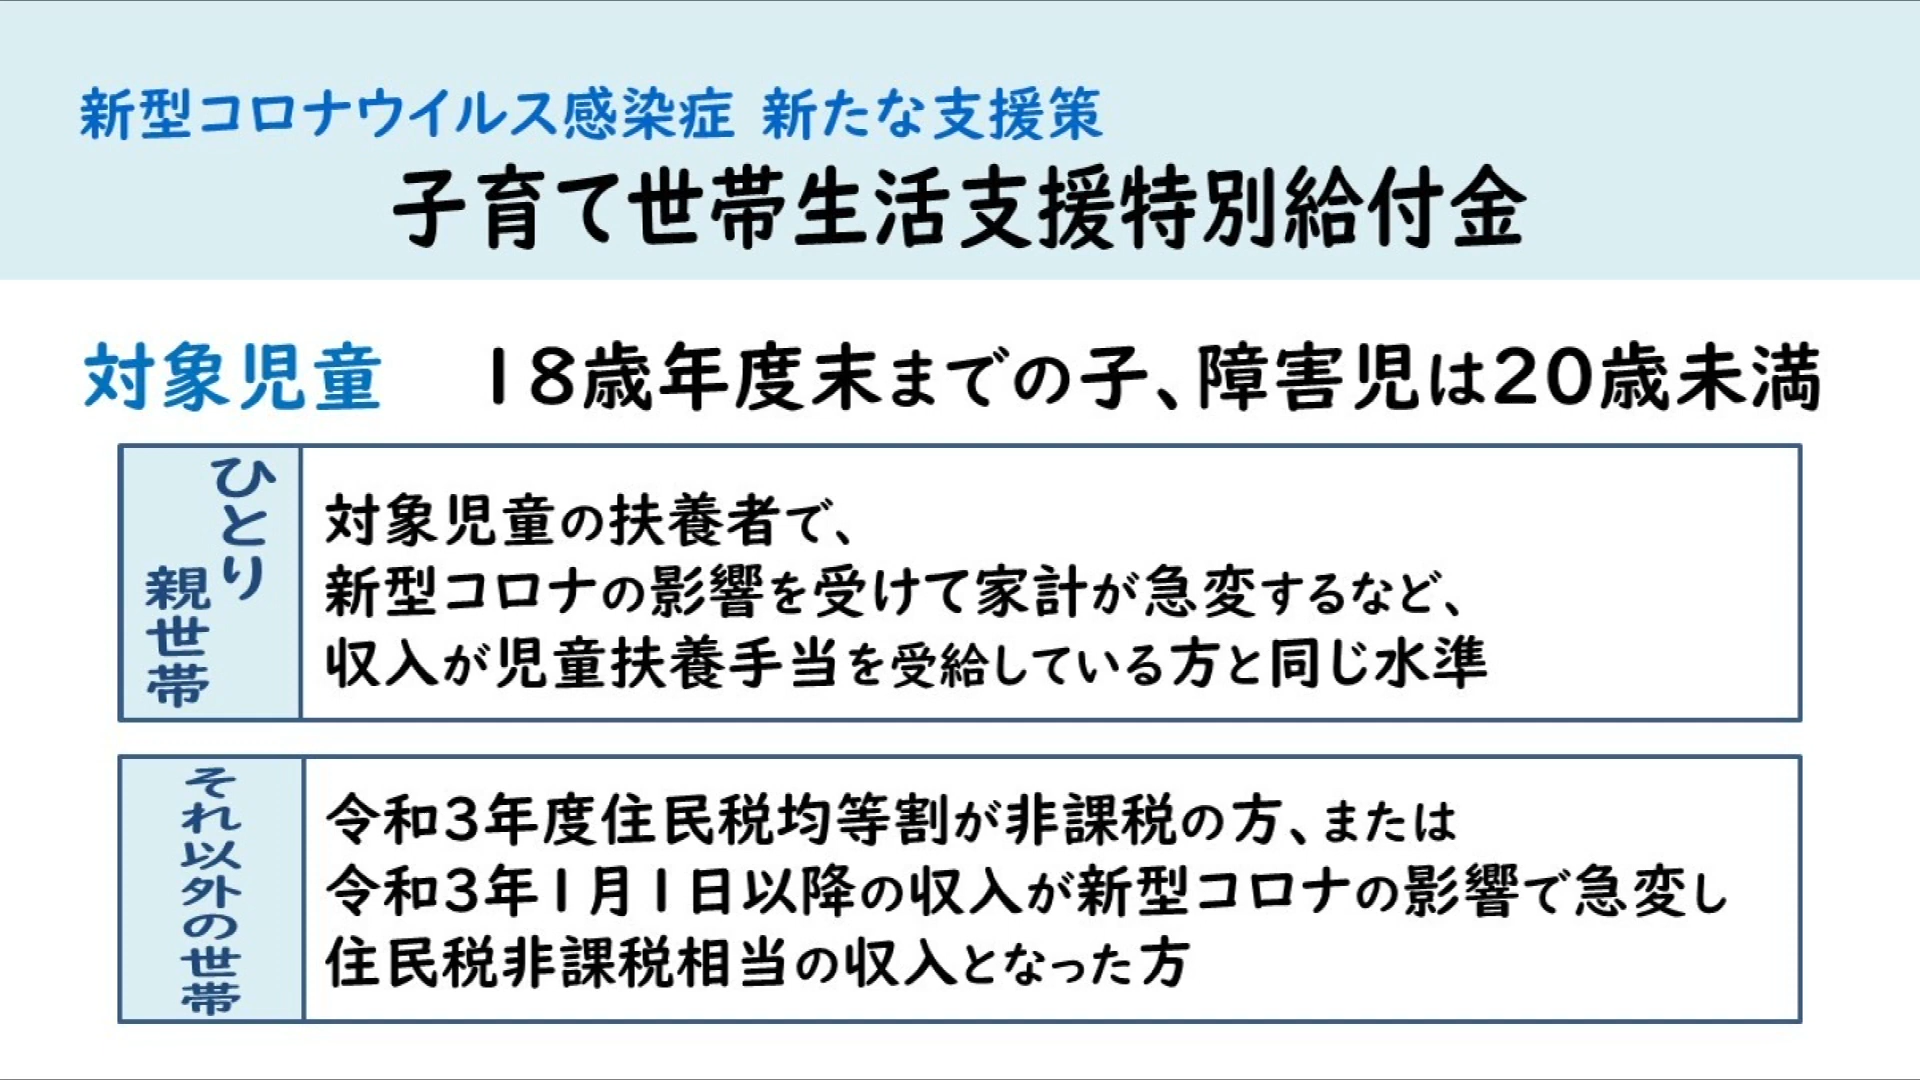 新型コロナウイルス感染症 新たな支援策
子育て世帯生活支援特別給付金
対象児童 18歳年度末までの子、障害児は20歳未満
ひとり
親世帯
対象児童の扶養者で、
新型コロナの影響を受けて家計が急変するなど、
収入が児童扶養手当を受給している方と同じ水準
それ以外の世帯
令和3年度住民税均等割が非課税の方、または
令和3年1月1日以降の収入が新型コロナの影響で急変し
住民税非課税相当の収入となった方